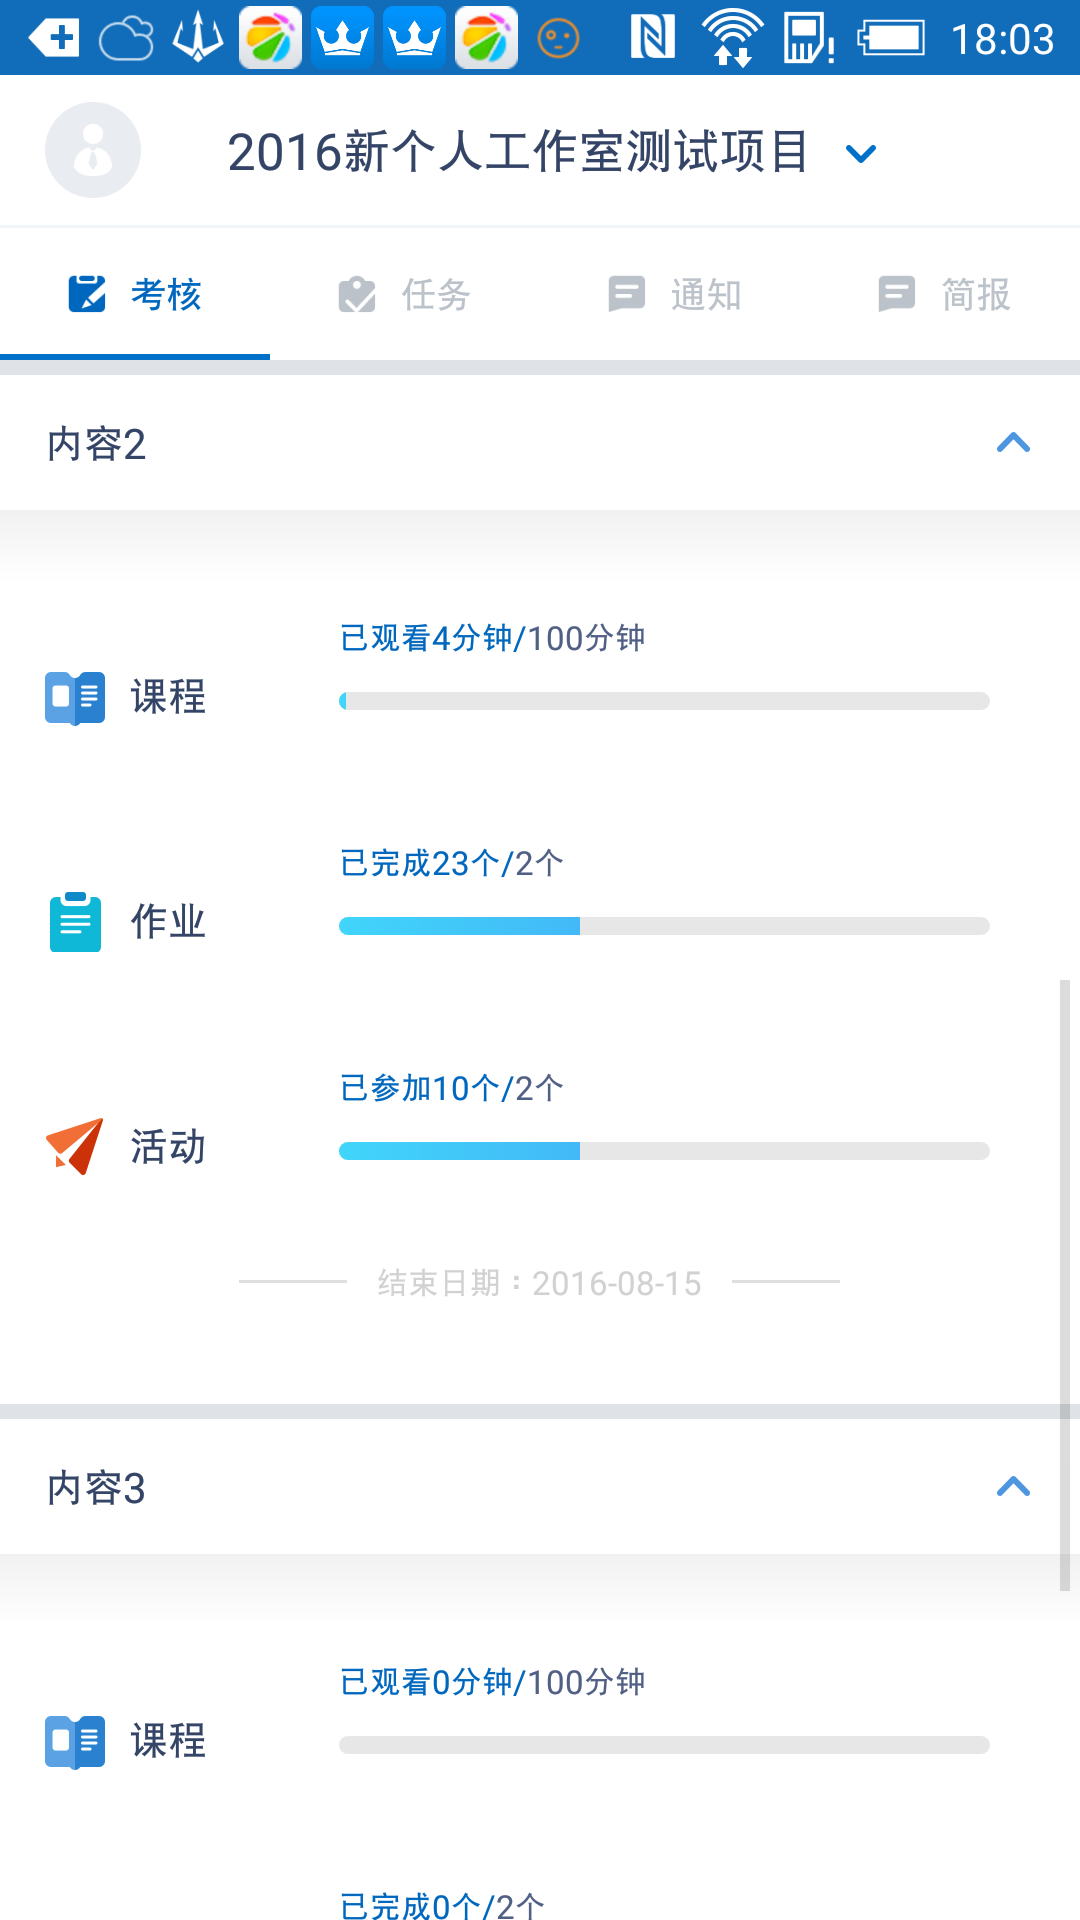 18:03
2016新个人工作室测试项目
考核 任务 通知 简报
内容2
已观看4分钟/100分钟
课程
已完成23个/2个
作业
已参加10个/2个
活动
结束日期：2016-08-15
内容3
已观看0分钟/100分钟
课程
已完成0个/2个